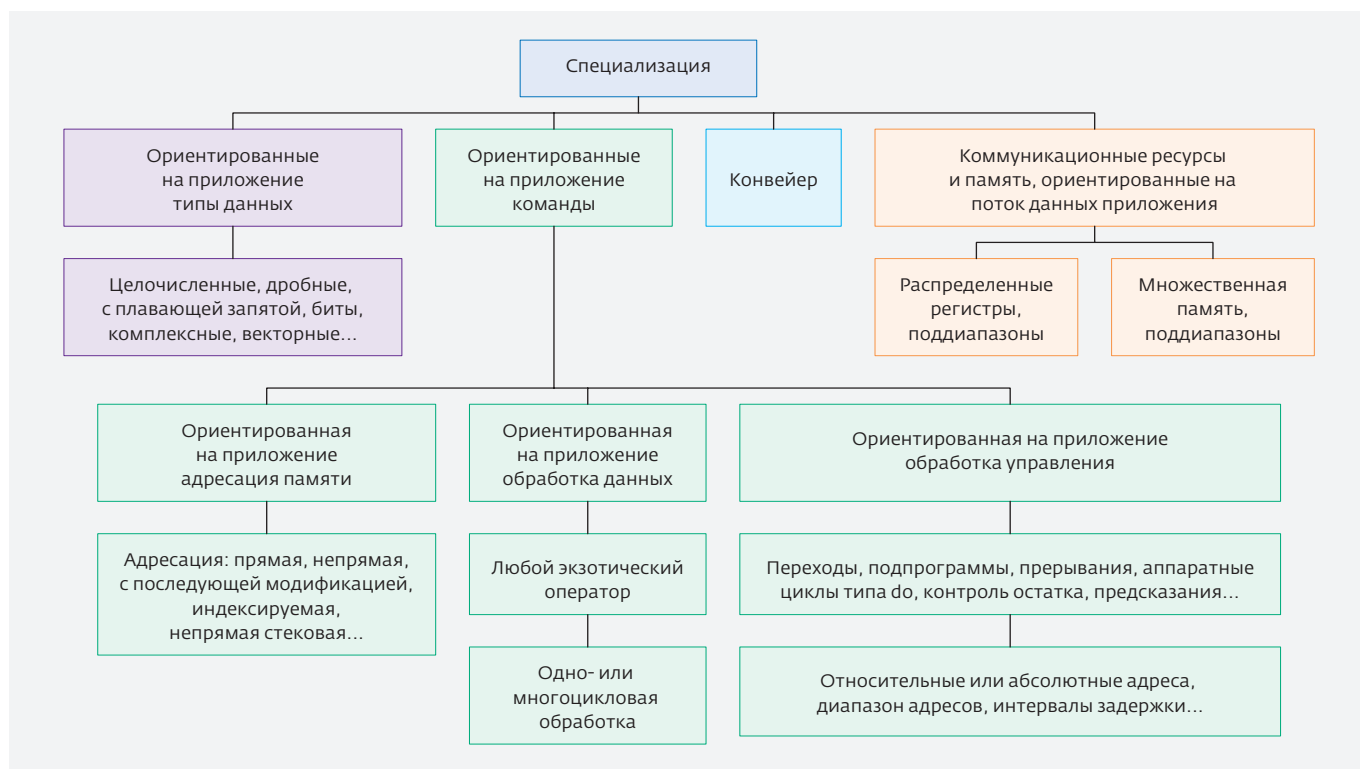 Специализация
Ориентированные
на приложение
типы данных
Ориентированные
на приложение
команды
Конвейер
Коммуникационные ресурсы
и память, ориентированные на
поток данных приложения
Целочисленные, дробные,
с плавающей запятой, биты,
комплексные, векторные...
Распределенные
регистры,
поддиапазоны
Множественная
память,
поддиапазоны
Ориентированная
на приложение
адресация памяти
Ориентированная
на приложение
обработка данных
Ориентированная на приложение
обработка управления
Адресация: прямая, непрямая,
с последующей модификацией,
индексируемая,
непрямая стековая...
Любой экзотический
оператор
Переходы, подпрограммы, прерывания, аппаратные
циклы типа do, контроль остатка, предсказания...
Одно- или
многоцикловая
обработка
Относительные или абсолютные адреса,
диапазон адресов, интервалы задержки...